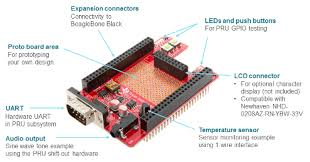 Expansion connectors
Connectivity to
BeagleBone Black
LEDs and push buttons
For PRU GPIO testing
Proto board area
For prototyping
your own design
LCD connector
• For optional character
display (not included)
• Compatible with
Newhaven NHD-
0208AZ-RN-YBW-33V
UART
Hardware UART
in PRU subsystem
Temperature sensor
Sensor monitoring example
using 1-wire interface
Audio output
Sine wave tone example
using the PRU shift out hardware